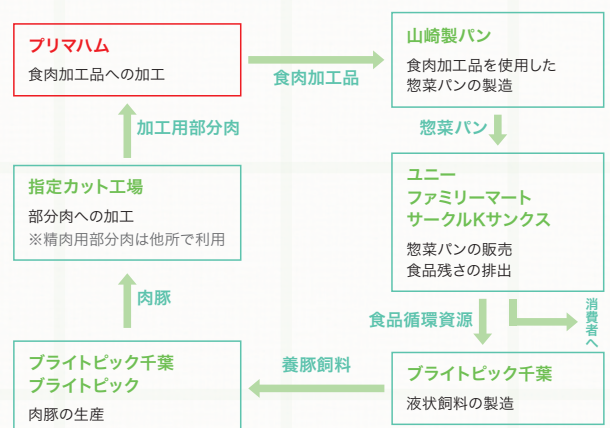 プリマハム
食肉加工品への加工
食肉加工品
山崎製パン
食肉加工品を使用した
惣菜パンの製造
惣菜パン
ユニー
ファミリーマート
サークルKサンクス
惣菜パンの販売
食品残さの排出
消費者へ
食品循環資源
ブライトピック千葉
液状飼料の製造
養豚飼料
ブライトピック千葉
ブライトピック
肉豚の生産
肉豚
指定カット工場
部分肉への加工
※精肉用部分肉は他所で利用
加工用部分肉